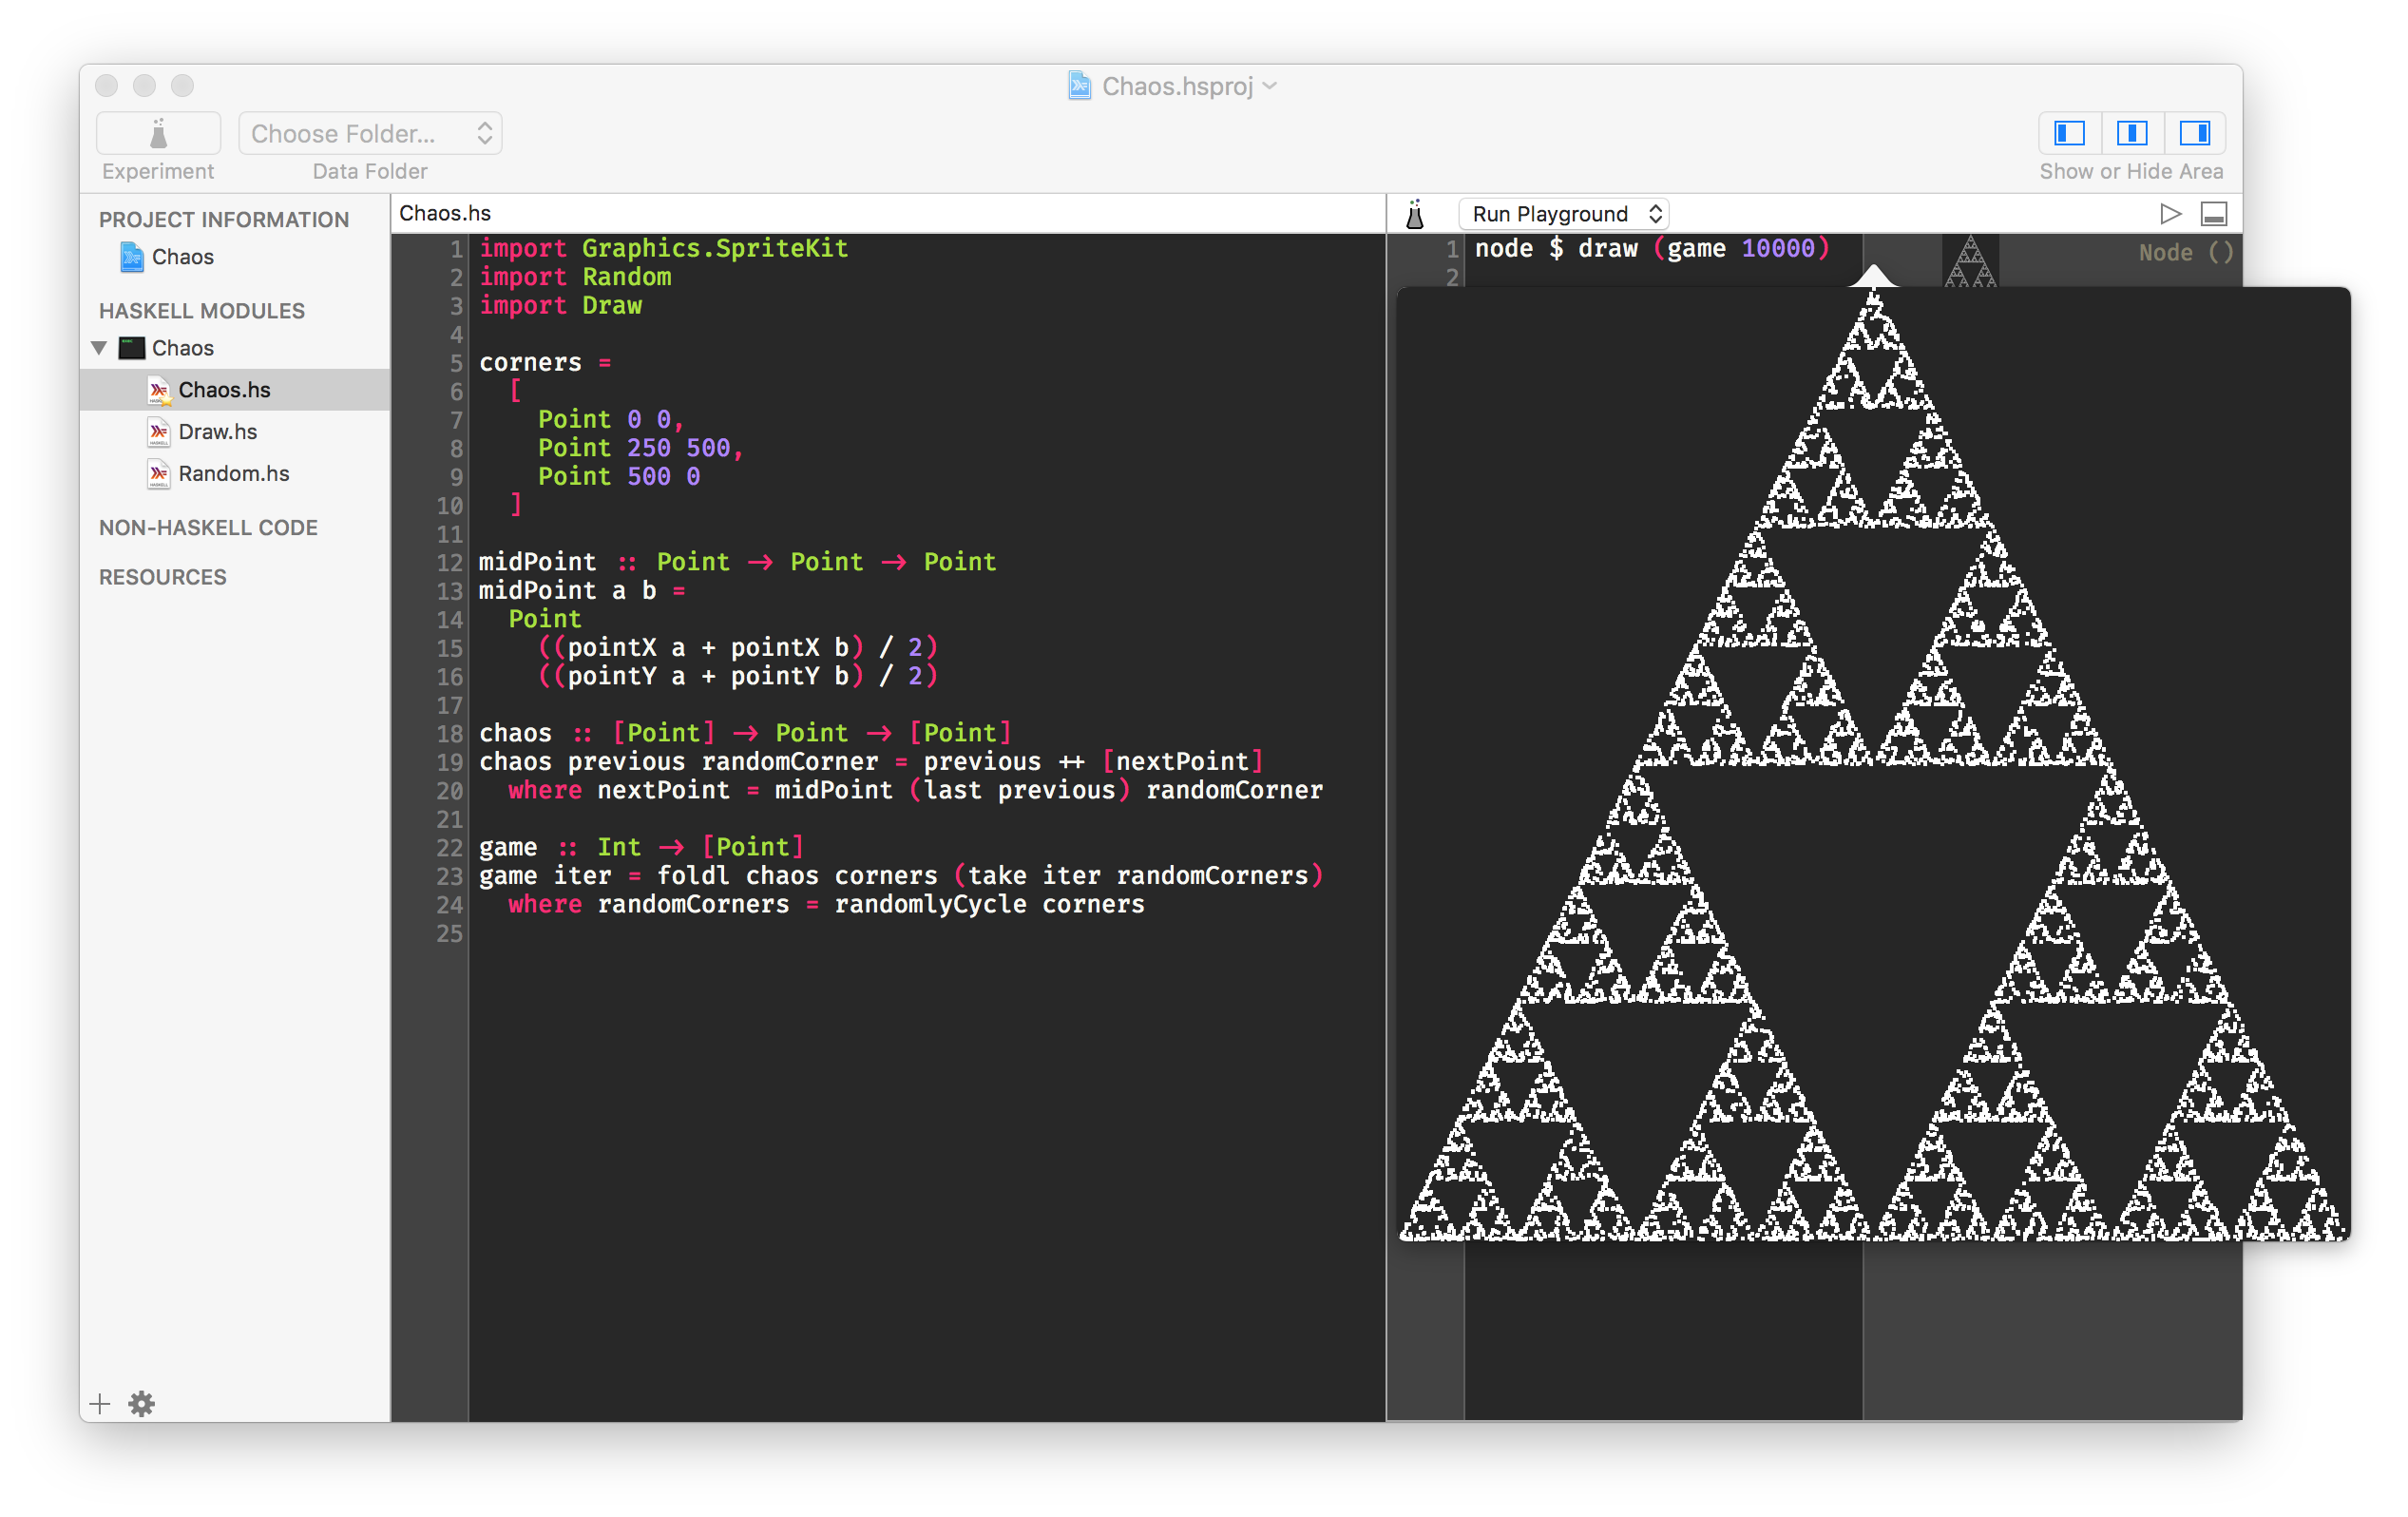 Chaos.hsproj
Choose Folder...
Experiment
Data Folder
Show or Hide Area
PROJECT INFORMATION
Chaos
HASKELL MODULES
Chaos
Chaos.hs
Draw.hs
Random.hs
NON-HASKELL CODE
RESOURCES
Chaos.hs
1 import Graphics.SpriteKit
2 import Random
3 import Draw
4
5 corners =
6   [
7     Point 0 0,
8     Point 250 500,
9     Point 500 0
10   ]
11
12 midPoint :: Point → Point → Point
13 midPoint a b =
14   Point
15     ((pointX a + pointX b) / 2)
16     ((pointY a + pointY b) / 2)
17
18 chaos :: [Point] → Point → [Point]
19 chaos previous randomCorner = previous ++ [nextPoint]
20   where nextPoint = midPoint (last previous) randomCorner
21
22 game :: Int → [Point]
23 game iter = foldl chaos corners (take iter randomCorners)
24   where randomCorners = randomlyCycle corners
25
Run Playground
1 node $ draw (game 10000)
Node ()
2